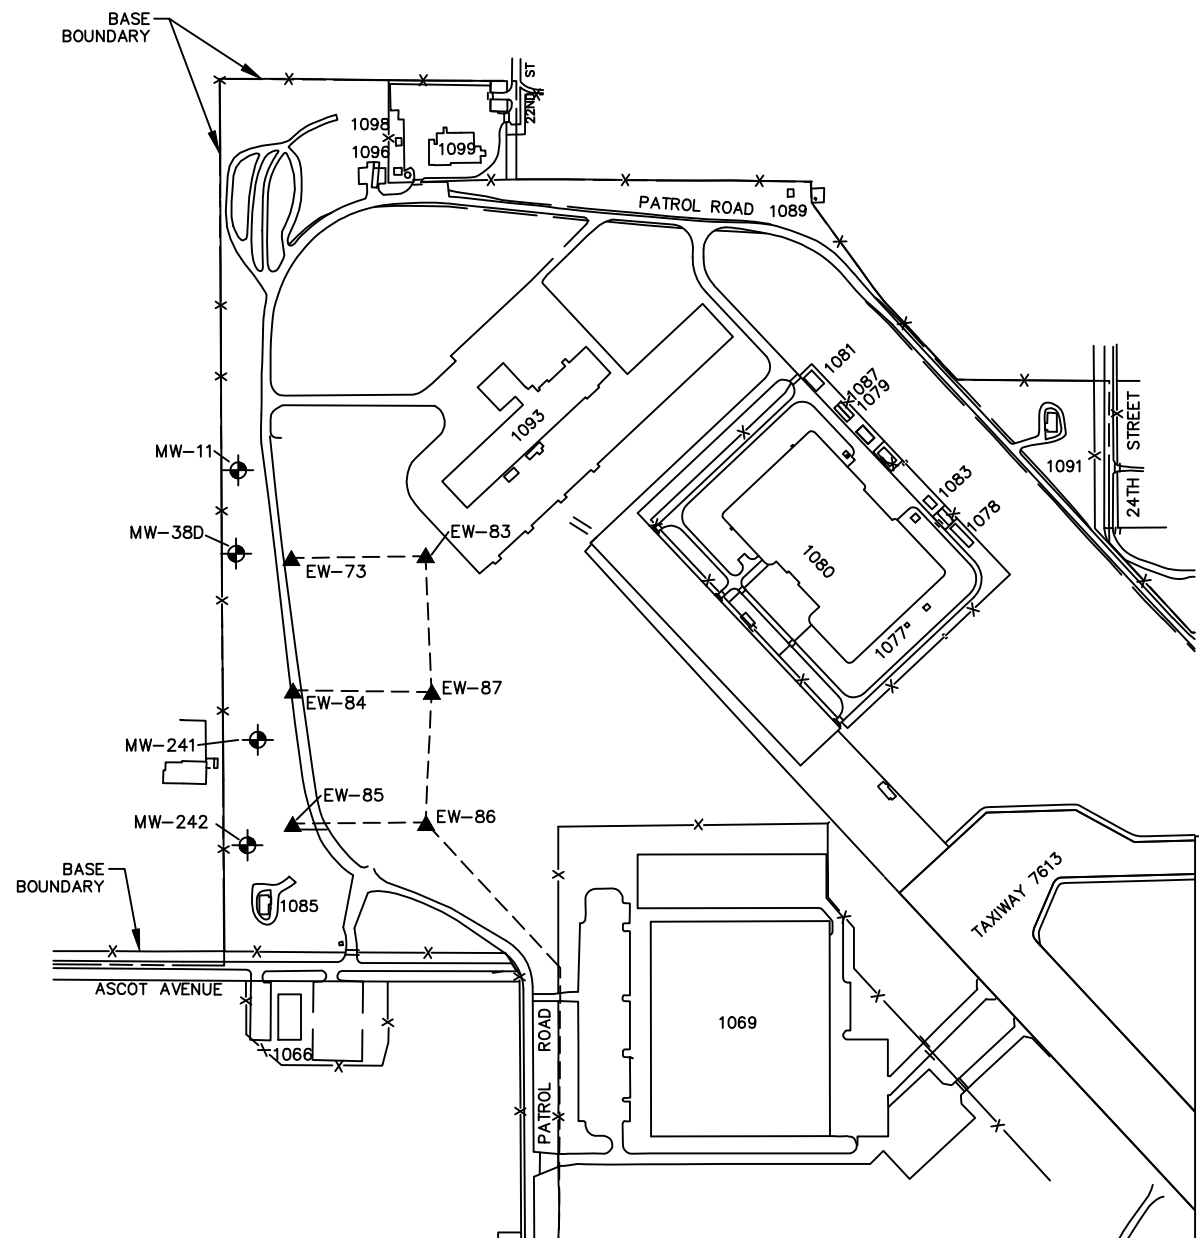 BASE
BOUNDARY
22ND ST
1098
1099
1096
PATROL ROAD
1089
1081
1087
1079
1093
24TH STREET
MW-11
1091
1083
1078
MW-38D
EW-83
EW-73
1080
1077
EW-87
EW-84
MW-241
EW-85
EW-86
MW-242
BASE
BOUNDARY
TAXIWAY 7613
1085
ASCOT AVENUE
1069
1066
PATROL ROAD